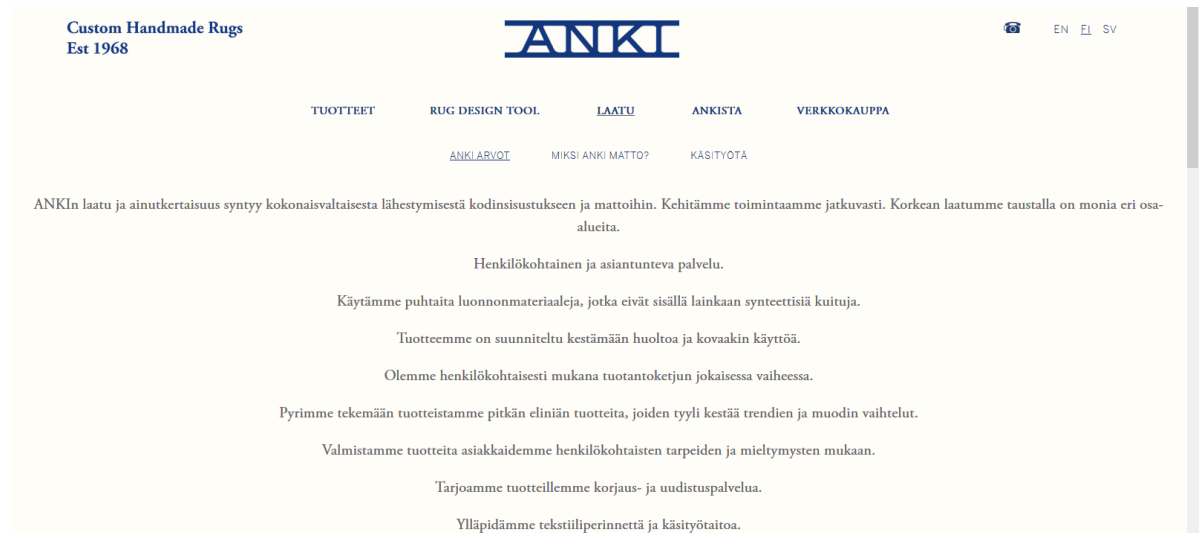 Custom Handmade Rugs
Est 1968
ANKI
EN FI SV
TUOTTEET RUG DESIGN TOOL LAATU ANKISTA VERKKOKAUPPA
ANKI ARVOT MIKSI ANKI MATTO? KÄSITYÖTÄ
ANKIn laatu ja ainutkertaisuus syntyy kokonaisvaltaisesta lähestymisestä kodinsisustukseen ja mattoihin. Kehitämme toimintaamme jatkuvasti. Korkean laatumme taustalla on monia eri osa-
alueita.
Henkilökohtainen ja asiantunteva palvelu.
Käytämme puhtaita luonnonmateriaaleja, jotka eivät sisällä lainkaan synteettisiä kuituja.
Tuotteemme on suunniteltu kestämään huoltoa ja kovaakin käyttöä.
Olemme henkilökohtaisesti mukana tuotantoketjun jokaisessa vaiheessa.
Pyrimme tekemään tuotteistamme pitkän eliniän tuotteita, joiden tyyli kestää trendien ja muodin vaihtelut.
Valmistamme tuotteita asiakkaidemme henkilökohtaisten tarpeiden ja mieltymysten mukaan.
Tarjoamme tuotteillemme korjaus- ja uudistuspalvelua.
Ylläpidämme tekstiiliperinnettä ja käsityötaitoa.